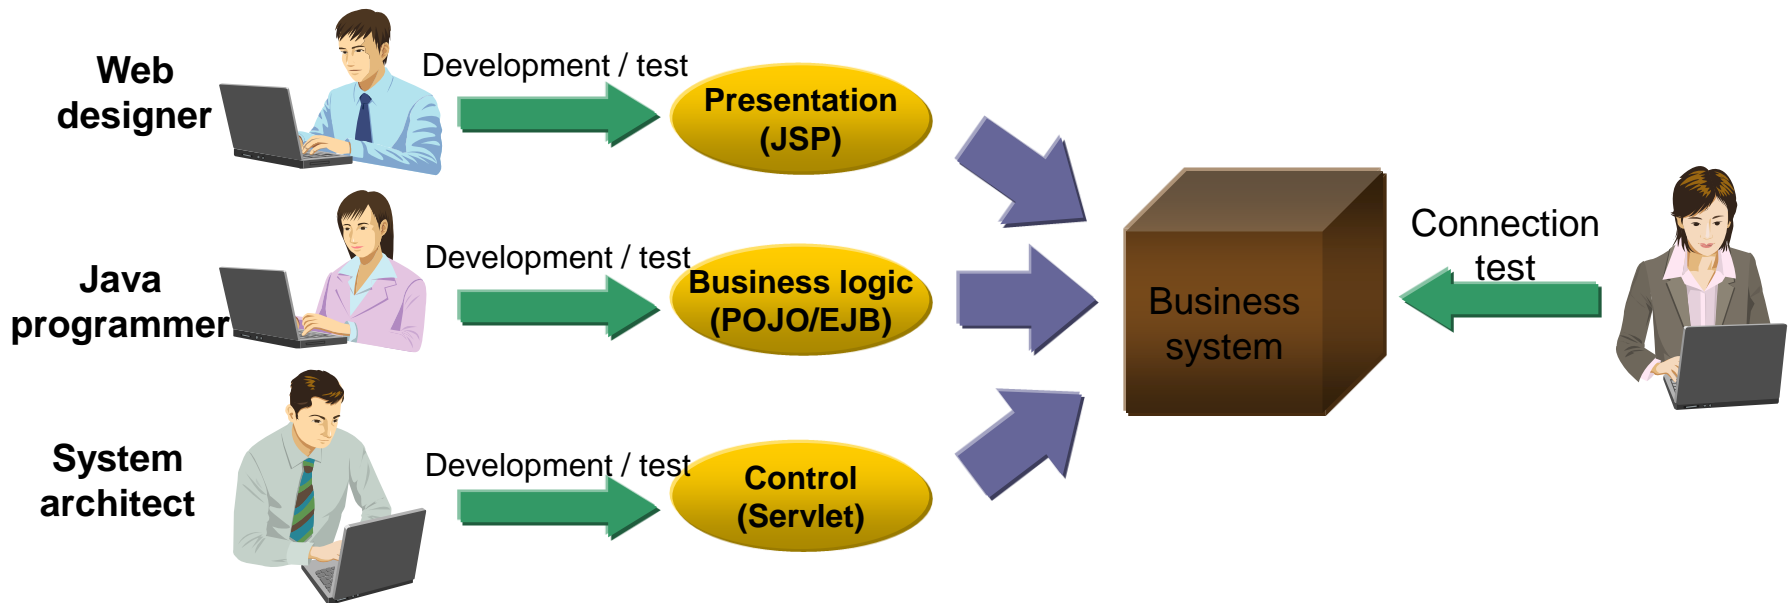 Web
designer
Development / test
Presentation
(JSP)
Java
programmer
Development / test
Business logic
(POJO/EJB)
System
architect
Development / test
Control
(Servlet)
Business
system
Connection
test